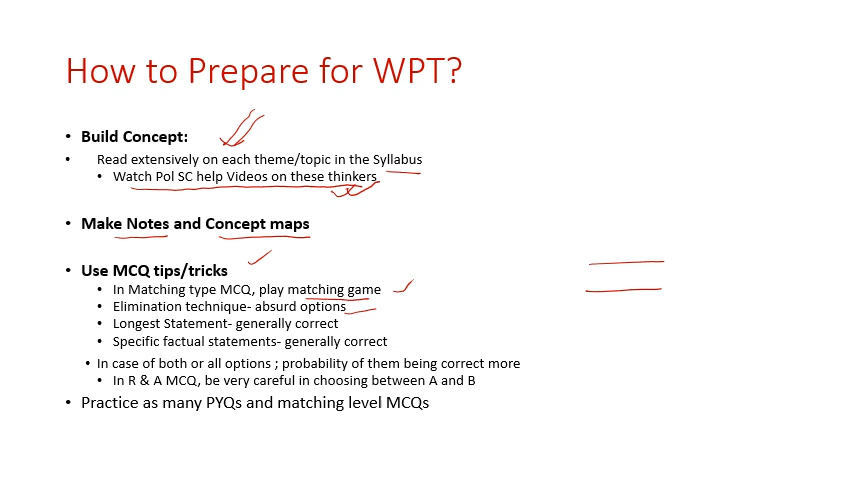 How to Prepare for WPT?
• Build Concept:
• Read extensively on each theme/topic in the Syllabus
• Watch Pol SC help Videos on these thinkers
• Make Notes and Concept maps
• Use MCQ tips/tricks
• In Matching type MCQ, play matching game
• Elimination technique- absurd options
• Longest Statement- generally correct
• Specific factual statements- generally correct
• In case of both or all options ; probability of them being correct more
• In R & A MCQ, be very careful in choosing between A and B
• Practice as many PYQs and matching level MCQs